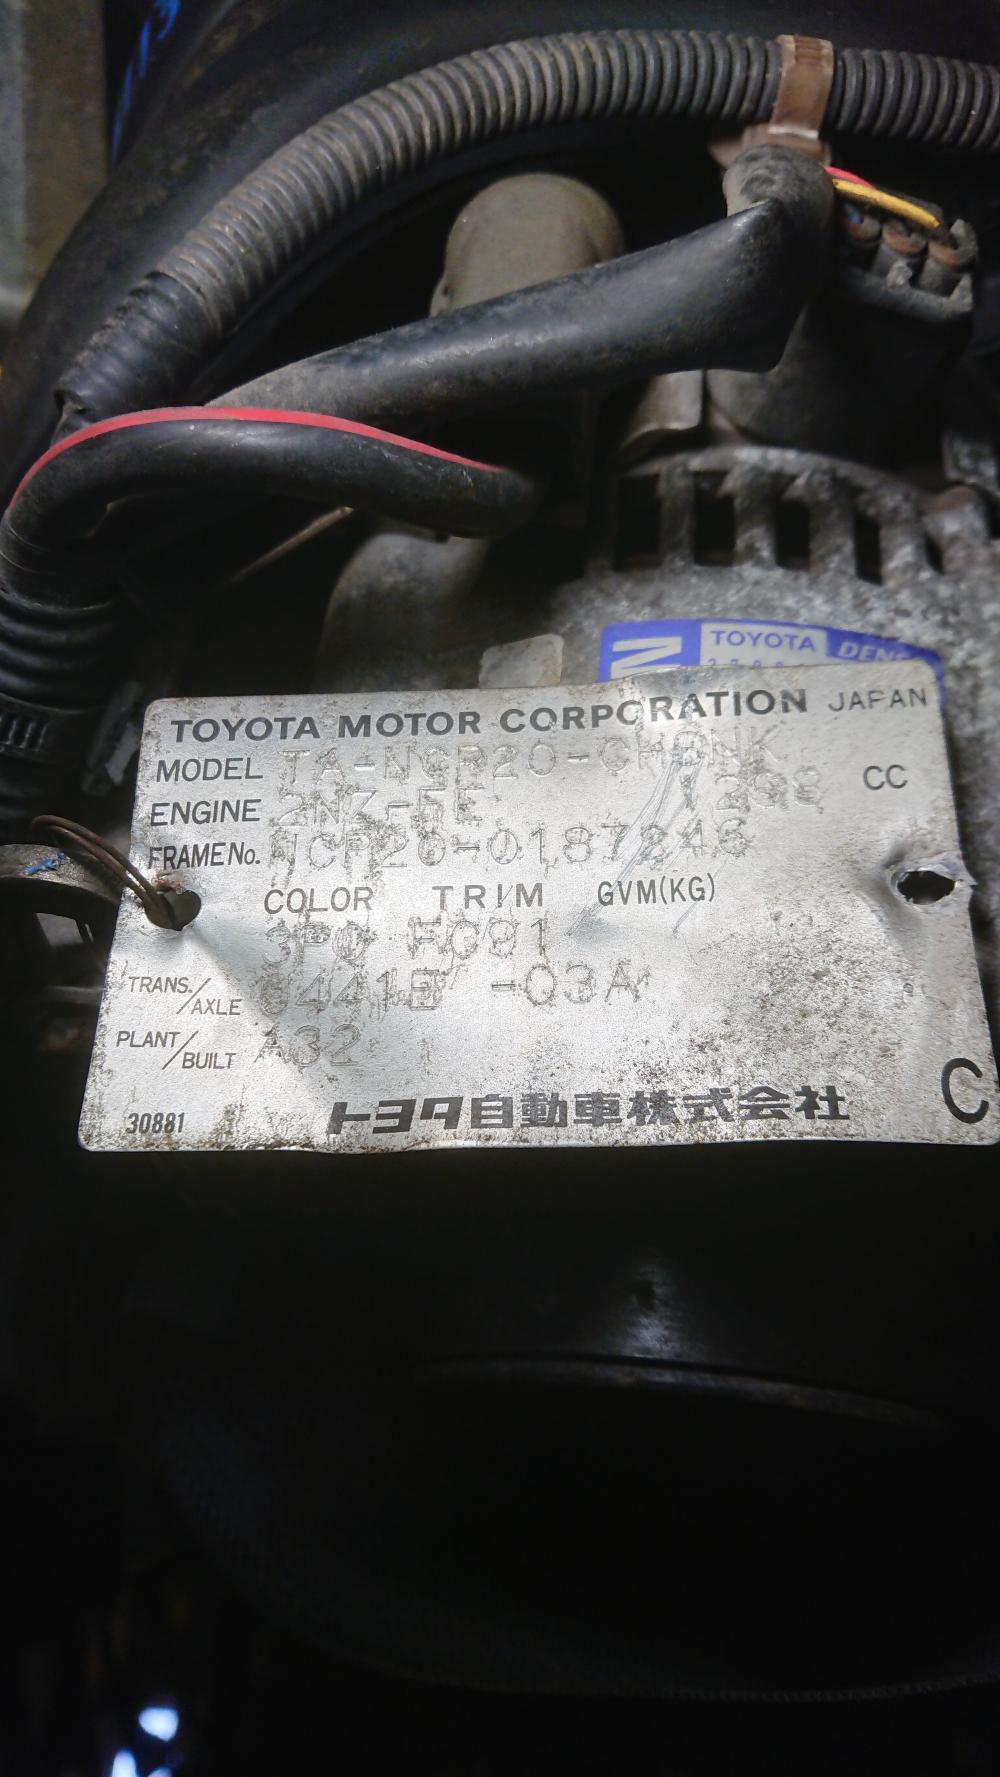 TOYOTA
DEN
TOYOTA MOTOR CORPORATION JAPAN
MODEL TA-NCP20-CHGNK
ENGINE 2NZ-FE 1298 CC
FRAME No. NCP20-0187246
COLOR TRIM GVM(KG)
3P0 FC91
TRANS./AXLE U441E -03A
PLANT/BUILT A32
30881 トヨタ自動車株式会社 C